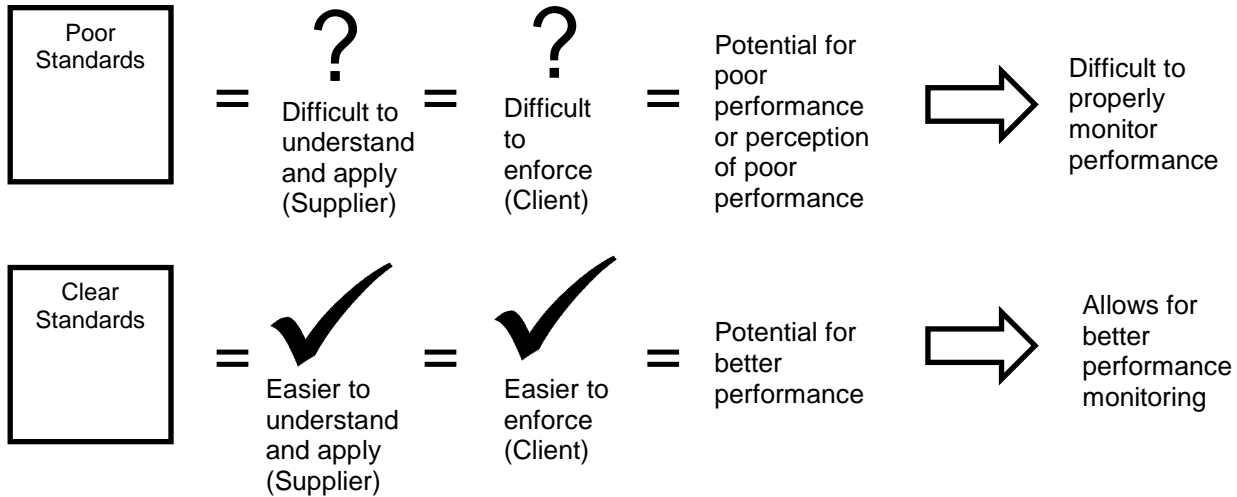 Poor
Standards
=
?
Difficult to
understand
and apply
(Supplier)
=
?
Difficult
to
enforce
(Client)
=
Potential for
poor
performance
or perception
of poor
performance
Difficult to
properly
monitor
performance
Clear
Standards
=
Easier to
understand
and apply
(Supplier)
=
Easier to
enforce
(Client)
=
Potential for
better
performance
Allows for
better
performance
monitoring